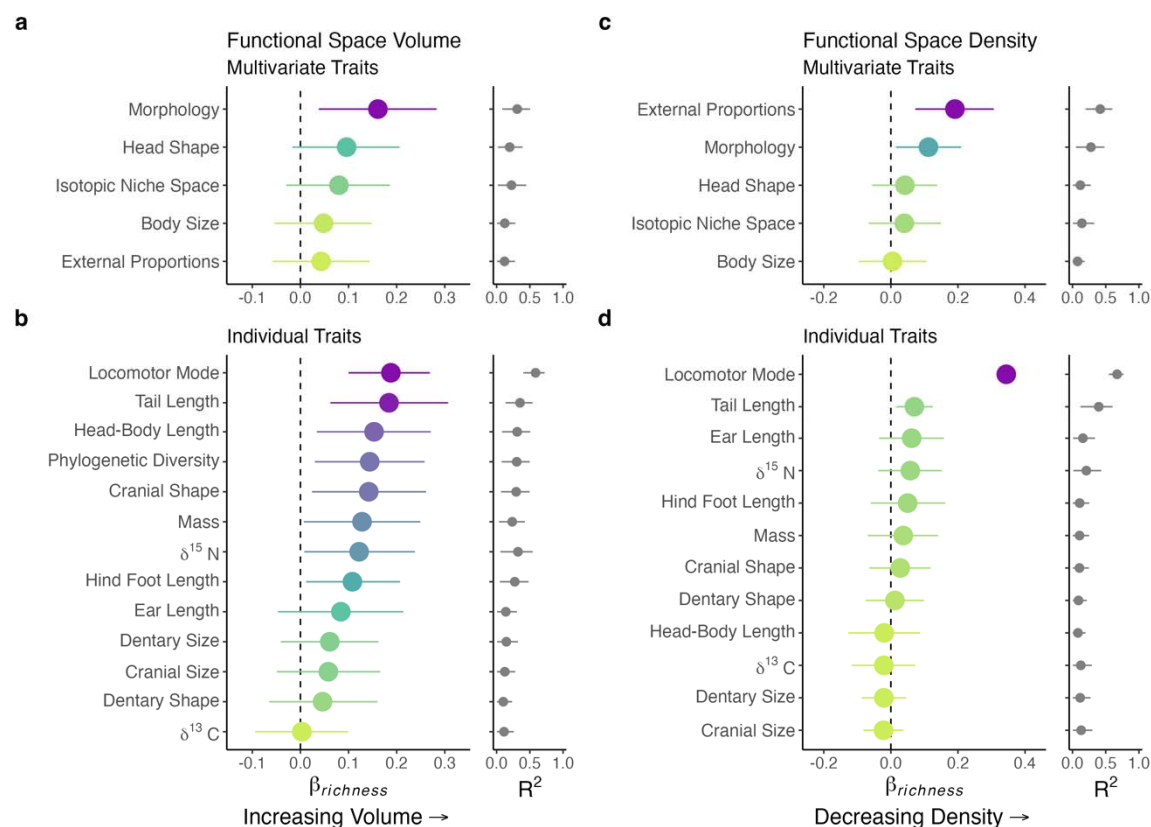 a
Functional Space Volume
Multivariate Traits
Morphology
Head Shape
Isotopic Niche Space
Body Size
External Proportions
-0.1 0.0 0.1 0.2 0.3
0.0 0.5 1.0
b
Individual Traits
Locomotor Mode
Tail Length
Head-Body Length
Phylogenetic Diversity
Cranial Shape
Mass
δ¹⁵ N
Hind Foot Length
Ear Length
Dentary Size
Cranial Size
Dentary Shape
δ¹³ C
-0.1 0.0 0.1 0.2 0.3
0.0 0.5 1.0
βrichness
R²
Increasing Volume →
c
Functional Space Density
Multivariate Traits
External Proportions
Morphology
Head Shape
Isotopic Niche Space
Body Size
-0.2 0.0 0.2 0.4
0.0 0.5 1.0
d
Individual Traits
Locomotor Mode
Tail Length
Ear Length
δ¹⁵ N
Hind Foot Length
Mass
Cranial Shape
Dentary Shape
Head-Body Length
δ¹³ C
Dentary Size
Cranial Size
-0.2 0.0 0.2 0.4
0.0 0.5 1.0
βrichness
R²
Decreasing Density →